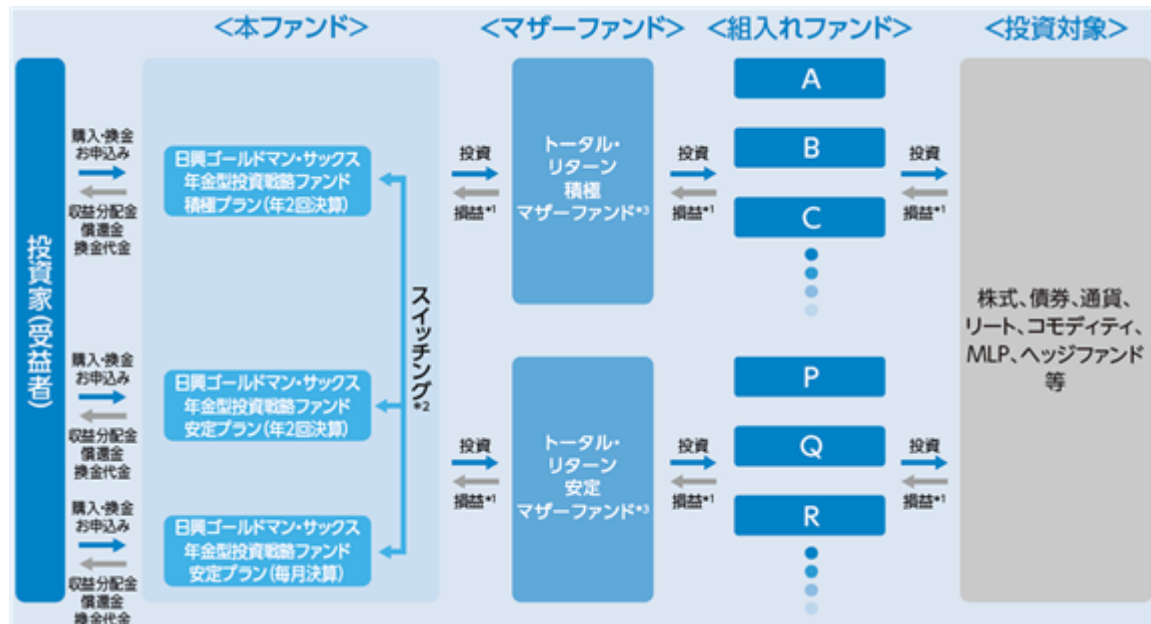 <本ファンド>
<マザーファンド>
<組入れファンド>
<投資対象>
投資家(受益者)
購入・換金
お申込み
収益分配金
償還金
換金代金
日興ゴールドマン・サックス
年金型投資戦略ファンド
積極プラン(年2回決算)
投資
損益*1
トータル・
リターン
積極
マザーファンド*3
投資
損益*1
A
B
C
投資
損益*1
スイッチング*2
購入・換金
お申込み
収益分配金
償還金
換金代金
日興ゴールドマン・サックス
年金型投資戦略ファンド
安定プラン(年2回決算)
購入・換金
お申込み
収益分配金
償還金
換金代金
日興ゴールドマン・サックス
年金型投資戦略ファンド
安定プラン(毎月決算)
投資
損益*1
トータル・
リターン
安定
マザーファンド*3
投資
損益*1
P
Q
R
投資
損益*1
株式、債券、通貨、
リート、コモディティ、
MLP、ヘッジファンド
等